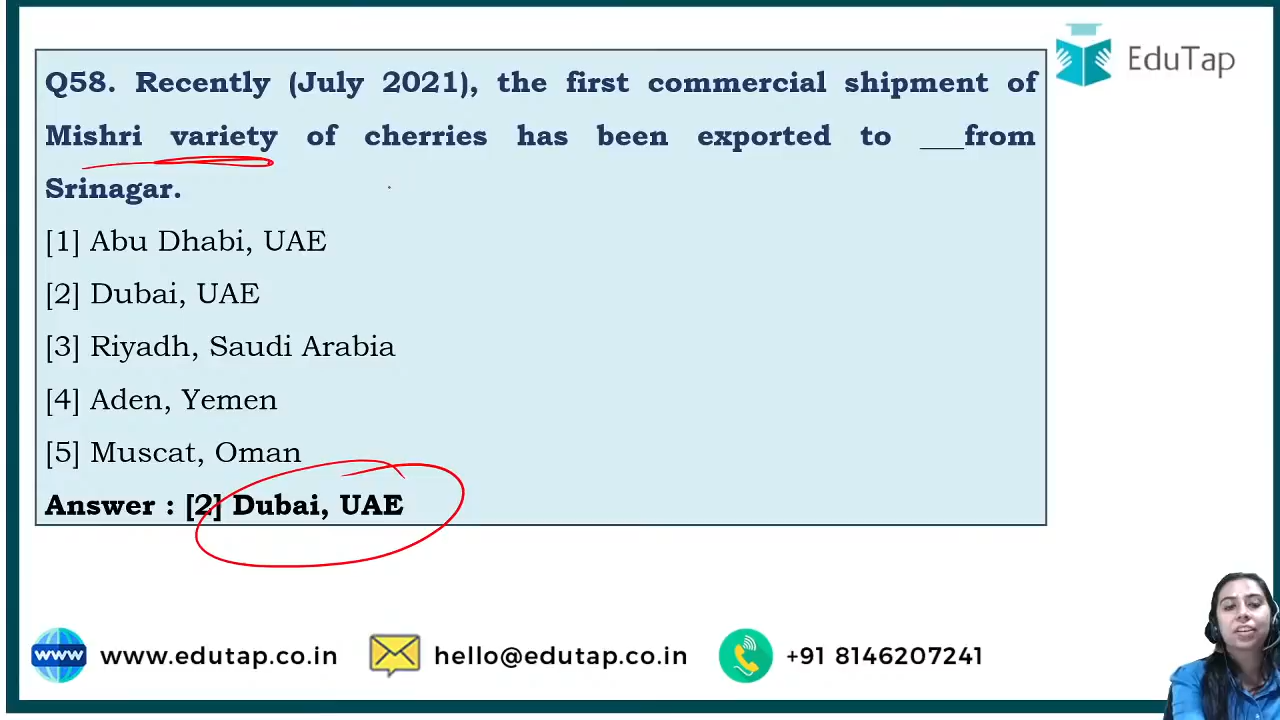 EduTap
Q58. Recently (July 2021), the first commercial shipment of
Mishri variety of cherries has been exported to ___from
Srinagar.
[1] Abu Dhabi, UAE
[2] Dubai, UAE
[3] Riyadh, Saudi Arabia
[4] Aden, Yemen
[5] Muscat, Oman
Answer : [2] Dubai, UAE
www www.edutap.co.in hello@edutap.co.in +91 8146207241